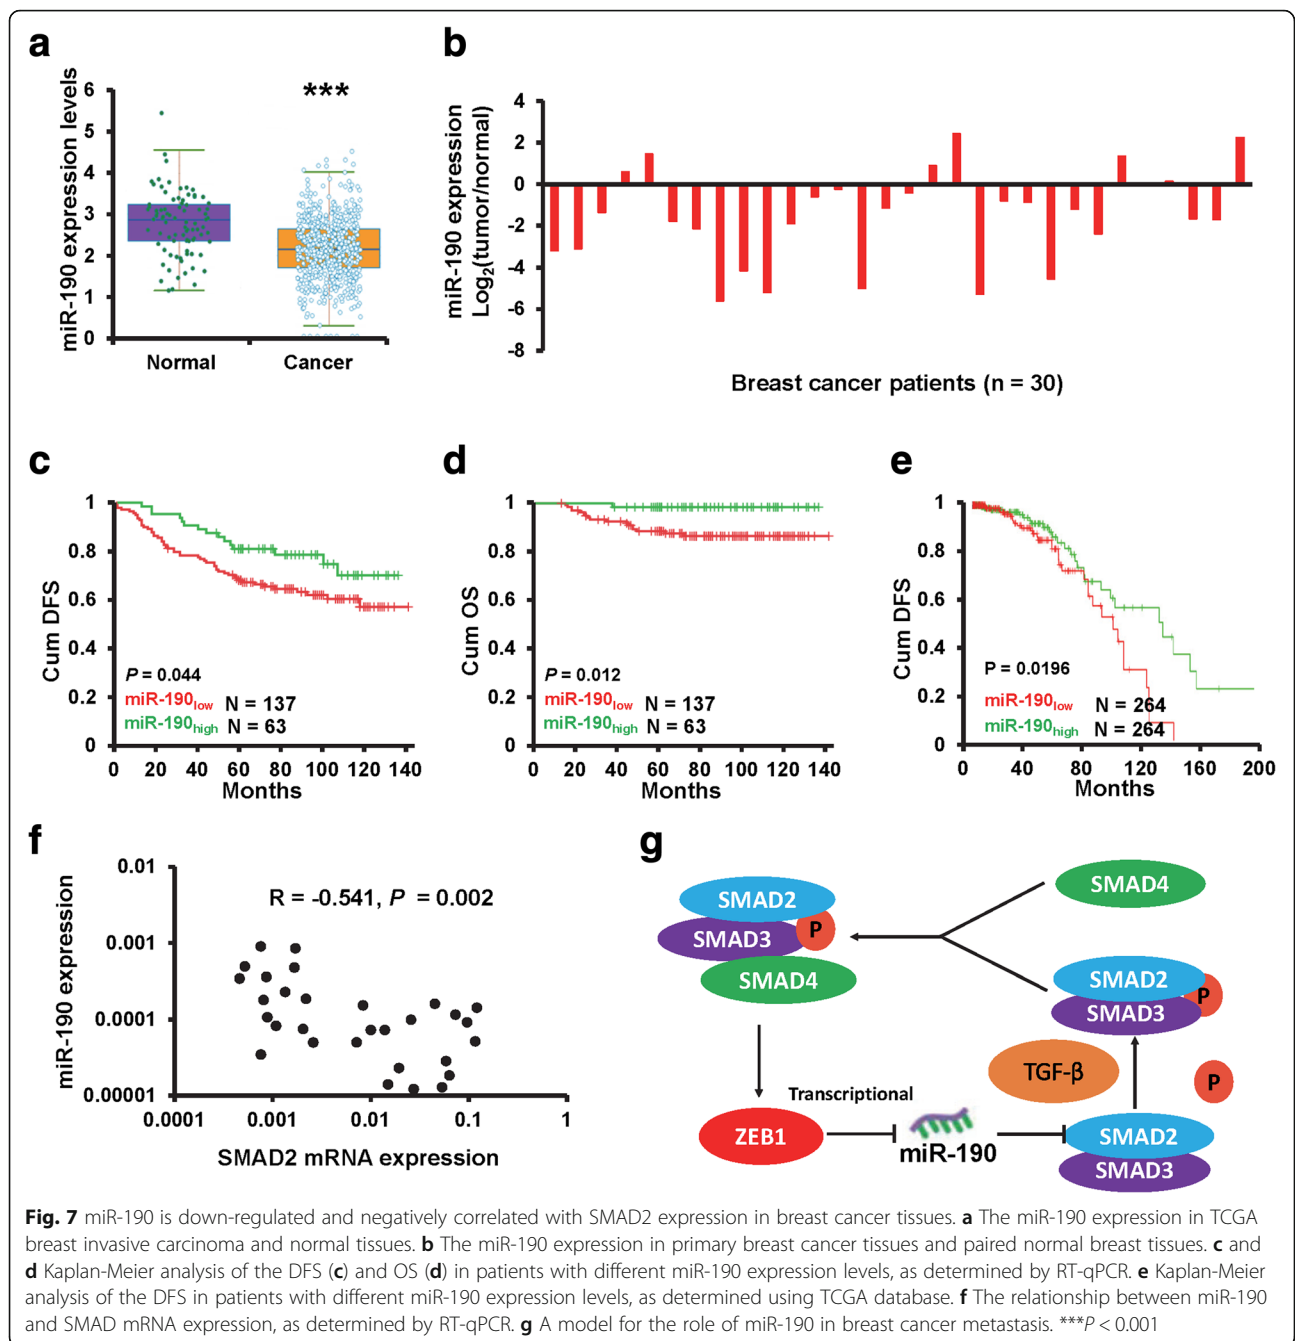 a
miR-190 expression levels
6
5
4
3
2
1
0
***
Normal
Cancer
b
miR-190 expression
Log2(tumor/normal)
4
2
0
-2
-4
-6
-8
Breast cancer patients (n = 30)
c
Cum DFS
1
0.8
0.6
0.4
0.2
0
P = 0.044
miR-190low N = 137
miR-190high N = 63
0 20 40 60 80 100 120 140
Months
d
Cum OS
1
0.8
0.6
0.4
0.2
0
P = 0.012
miR-190low N = 137
miR-190high N = 63
0 20 40 60 80 100 120 140
Months
e
Cum DFS
1
0.8
0.6
0.4
0.2
0
P = 0.0196
miR-190low N = 264
miR-190high N = 264
0 40 80 120 160 200
Months
f
miR-190 expression
0.01
0.001
0.0001
0.00001
R = -0.541, P = 0.002
0.0001 0.001 0.01 0.1 1
SMAD2 mRNA expression
g
SMAD2
SMAD3
P
SMAD4
SMAD4
SMAD2
P
SMAD3
TGF-β
P
Transcriptional
ZEB1
miR-190
SMAD2
SMAD3
Fig. 7 miR-190 is down-regulated and negatively correlated with SMAD2 expression in breast cancer tissues. a The miR-190 expression in TCGA
breast invasive carcinoma and normal tissues. b The miR-190 expression in primary breast cancer tissues and paired normal breast tissues. c and
d Kaplan-Meier analysis of the DFS (c) and OS (d) in patients with different miR-190 expression levels, as determined by RT-qPCR. e Kaplan-Meier
analysis of the DFS in patients with different miR-190 expression levels, as determined using TCGA database. f The relationship between miR-190
and SMAD mRNA expression, as determined by RT-qPCR. g A model for the role of miR-190 in breast cancer metastasis. ***P < 0.001